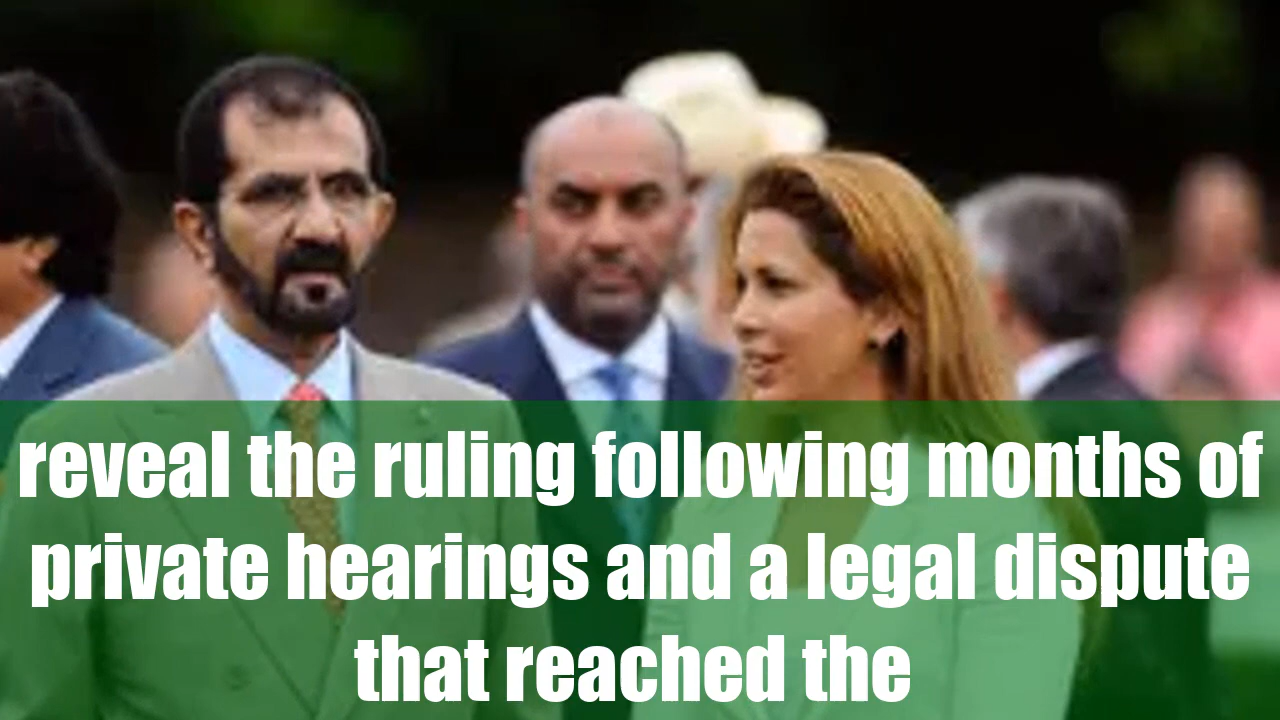 reveal the ruling following months of
private hearings and a legal dispute
that reached the